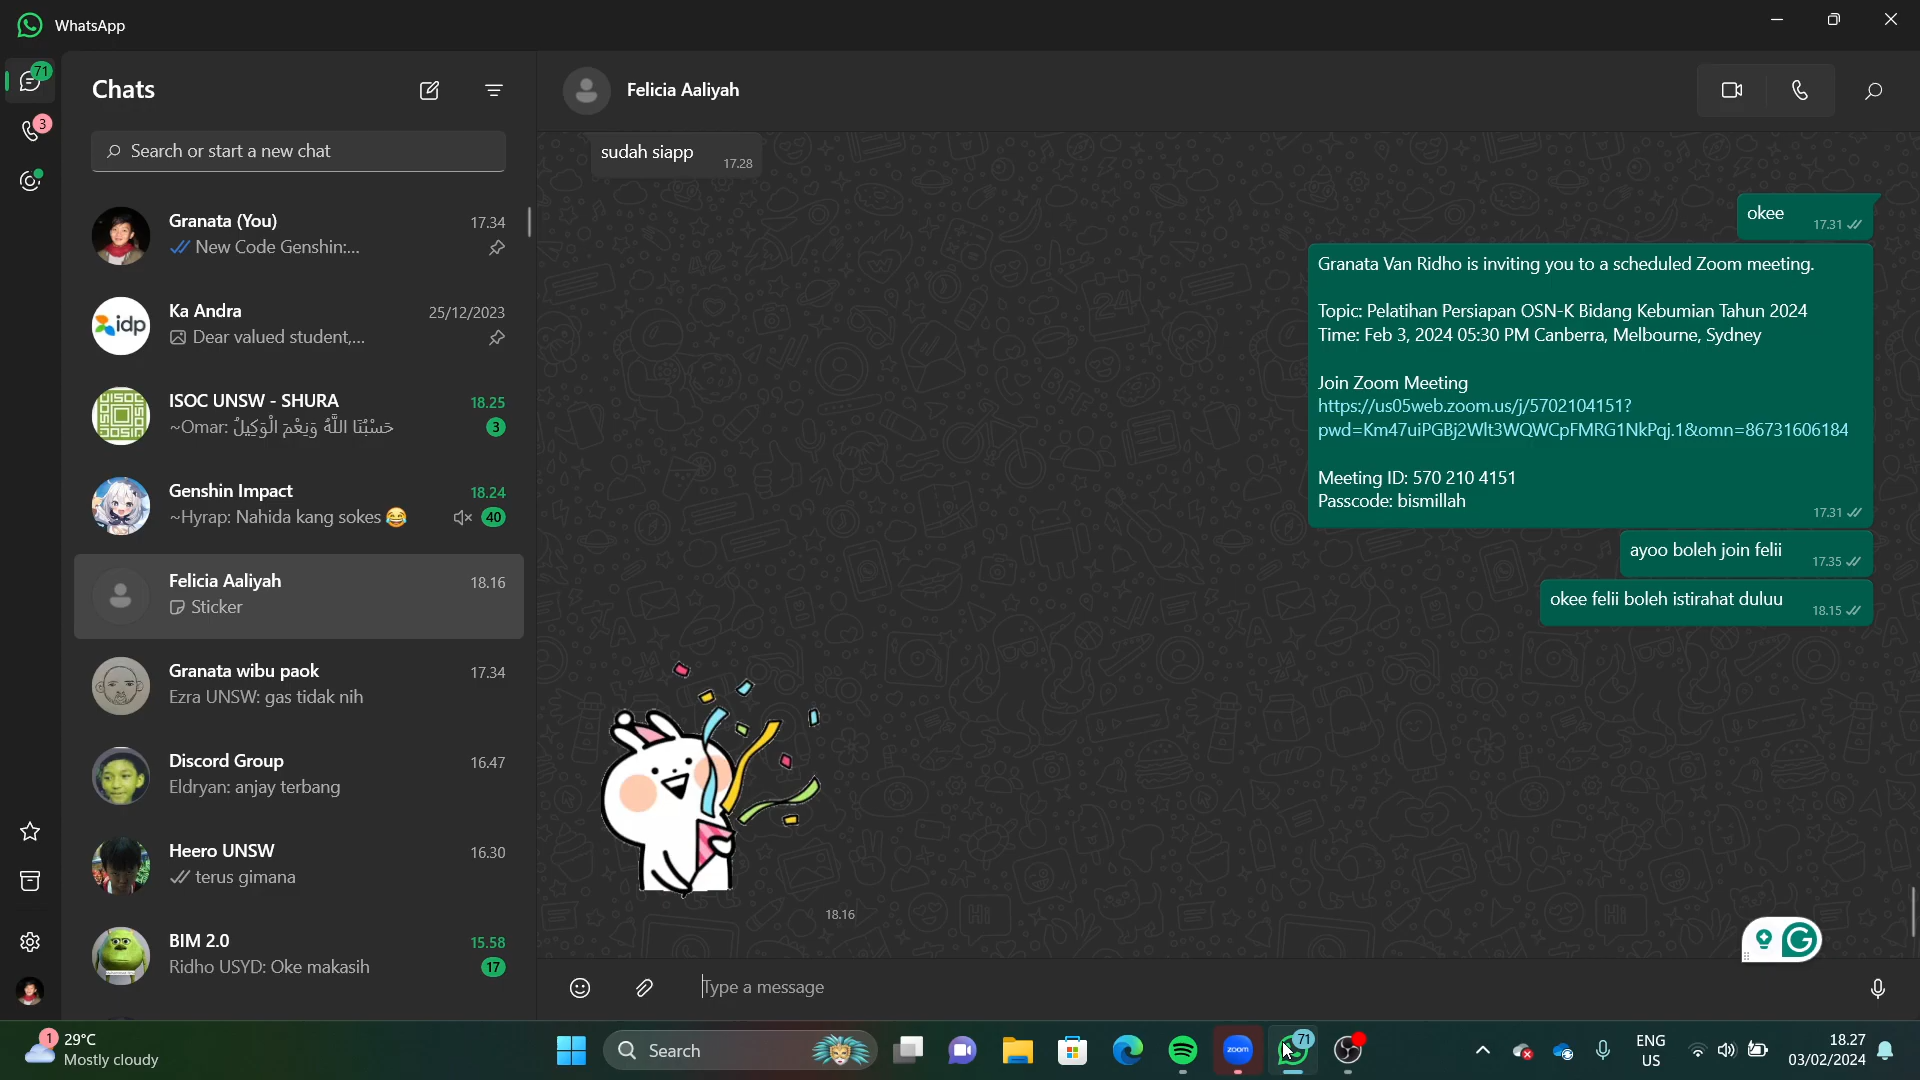 WhatsApp
71
3
Chats
Search or start a new chat
Granata (You)
17.34
New Code Genshin:...
idp
Ka Andra
25/12/2023
Dear valued student,...
ISOC UNSW - SHURA
18.25
~Omar: حَسْبُنَا اللَّهُ وَنِعْمَ الْوَكِيلُ
3
Genshin Impact
18.24
~Hyrap: Nahida kang sokes 😂
40
Felicia Aaliyah
18.16
Sticker
Granata wibu paok
17.34
Ezra UNSW: gas tidak nih
Discord Group
16.47
Eldryan: anjay terbang
Heero UNSW
16.30
terus gimana
BIM 2.0
15.58
Ridho USYD: Oke makasih
17
Felicia Aaliyah
sudah siapp
17.28
okee
17.31
Granata Van Ridho is inviting you to a scheduled Zoom meeting.
Topic: Pelatihan Persiapan OSN-K Bidang Kebumian Tahun 2024
Time: Feb 3, 2024 05:30 PM Canberra, Melbourne, Sydney
Join Zoom Meeting
https://us05web.zoom.us/j/5702104151?
pwd=Km47uiPGBj2Wlt3WQWCpFMRG1NkPqj.1&omn=86731606184
Meeting ID: 570 210 4151
Passcode: bismillah
17.31
ayoo boleh join felii
17.35
okee felii boleh istirahat duluu
18.15
18.16
Type a message
1
29°C
Mostly cloudy
Search
zoom
71
ENG
US
18.27
03/02/2024